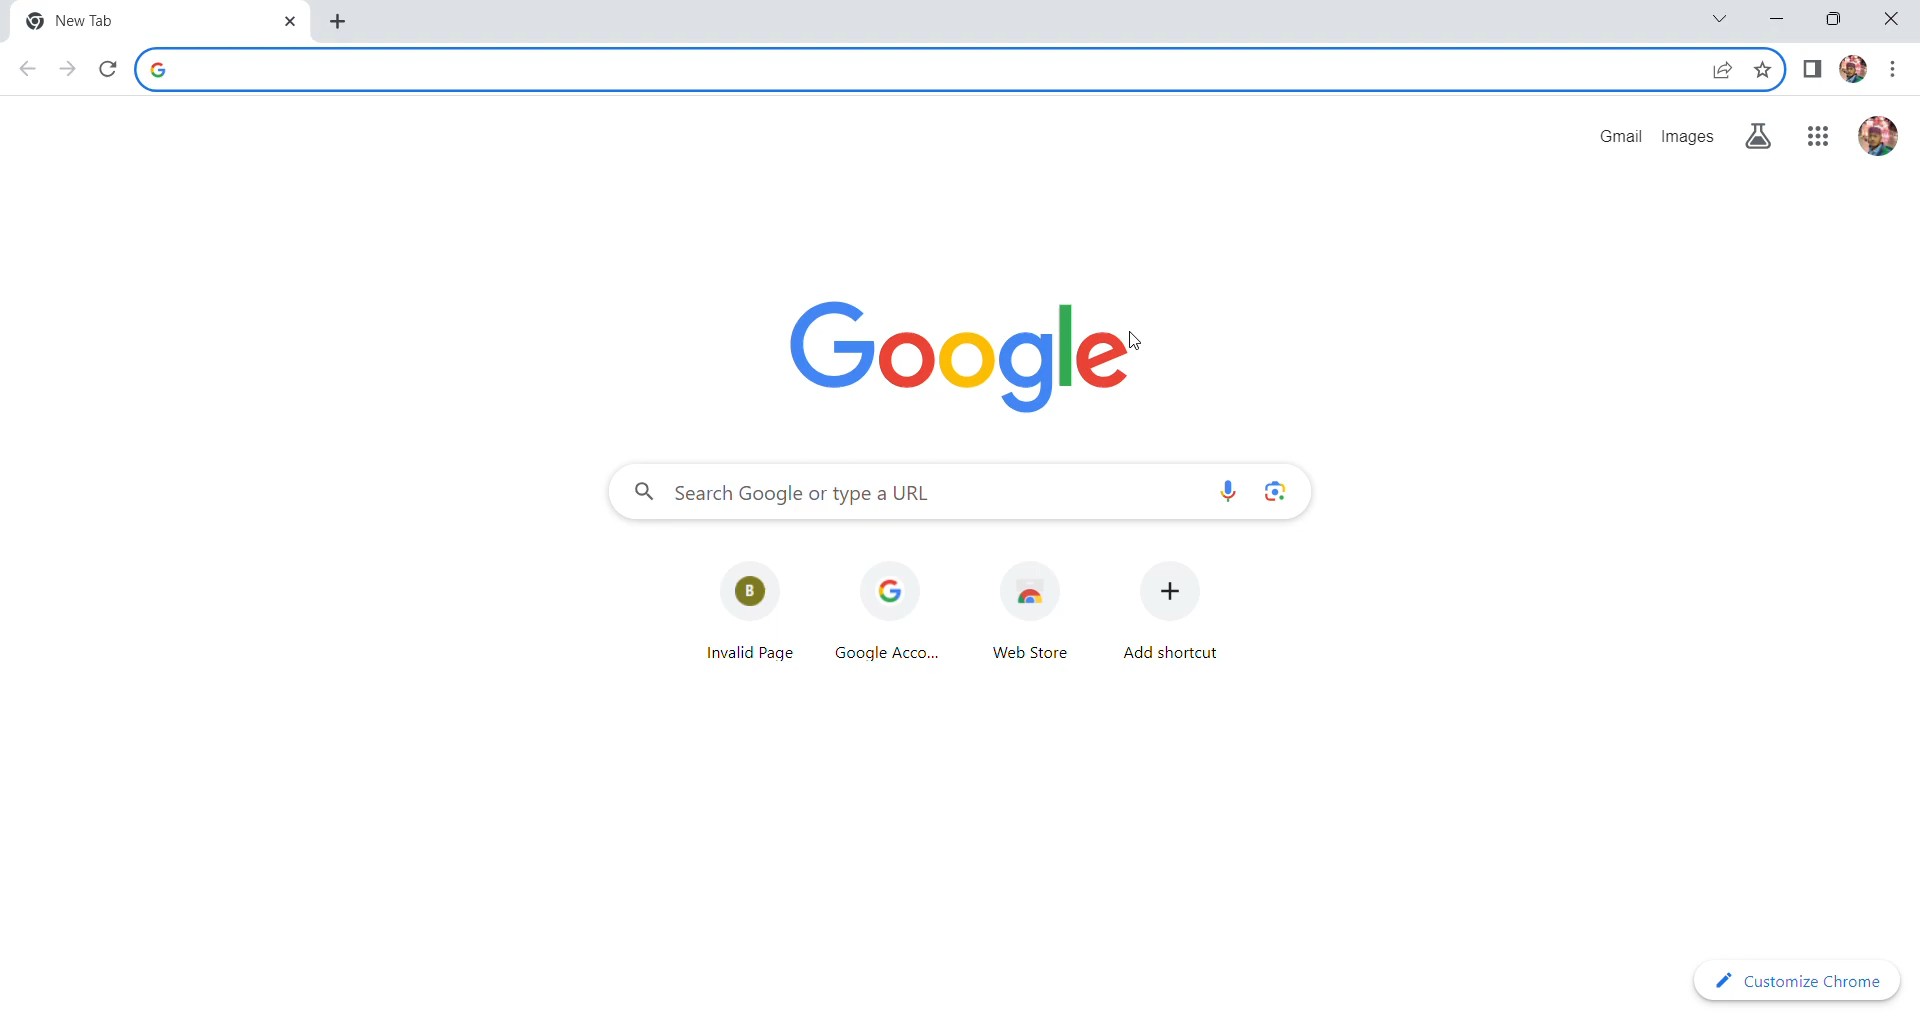 New Tab
Gmail Images
Google
Search Google or type a URL
B
Invalid Page Google Acco... Web Store Add shortcut
Customize Chrome